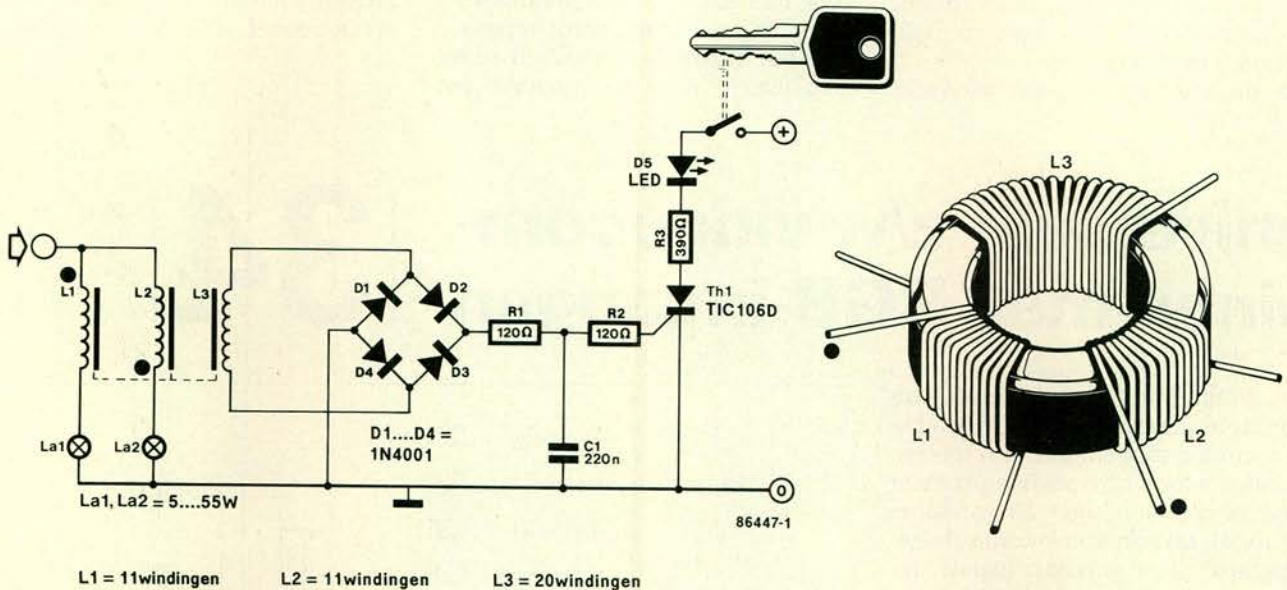 D5
LED
R3
390Ω
Th1
TIC106D
+
L1
L2
L3
D1
D2
D4
D3
R1
120Ω
R2
120Ω
C1
220n
La1
La2
D1....D4 =
1N4001
La1, La2 = 5....55W
0
86447-1
L3
L1
L2
L1 = 11windingen L2 = 11windingen L3 = 20windingen